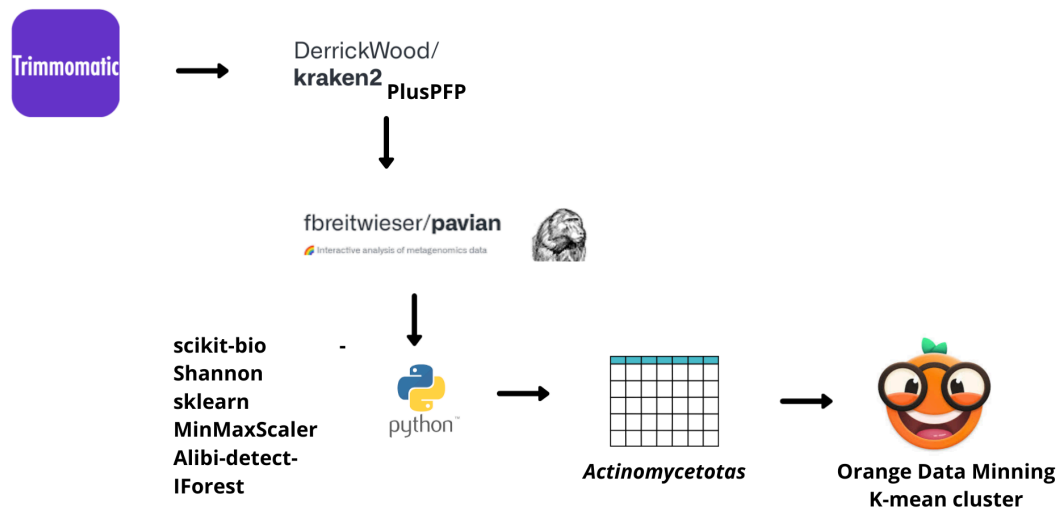 Trimmomatic
DerrickWood/
kraken2
PlusPFP
fbreitwieser/pavian
🌈 Interactive analysis of metagenomics data
scikit-bio -
Shannon
sklearn
MinMaxScaler
Alibi-detect-
IForest
python™
Actinomycetotas
Orange Data Minning
K-mean cluster